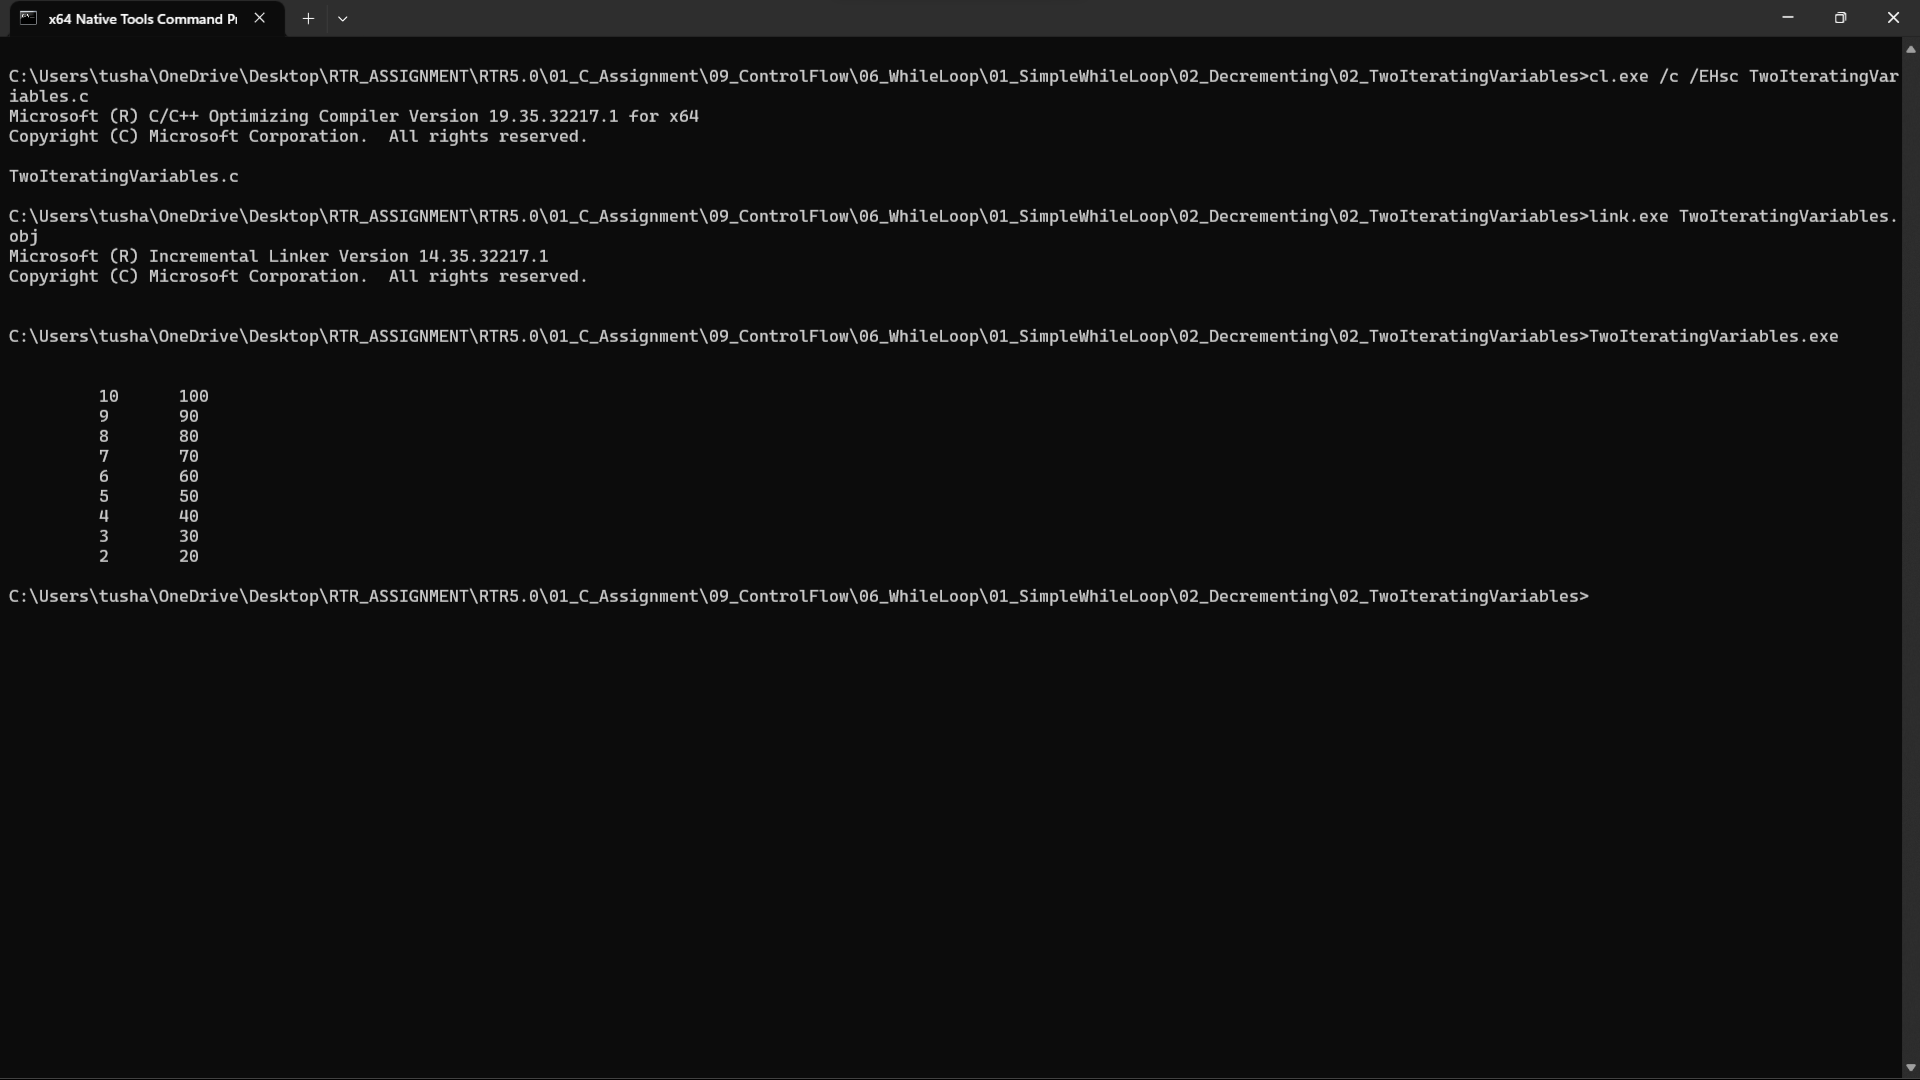 x64 Native Tools Command P
C:\Users\tusha\OneDrive\Desktop\RTR_ASSIGNMENT\RTR5.0\01_C_Assignment\09_ControlFlow\06_WhileLoop\01_SimpleWhileLoop\02_Decrementing\02_TwoIteratingVariables>cl.exe /c /EHsc TwoIteratingVar
iables.c
Microsoft (R) C/C++ Optimizing Compiler Version 19.35.32217.1 for x64
Copyright (C) Microsoft Corporation.  All rights reserved.
TwoIteratingVariables.c
C:\Users\tusha\OneDrive\Desktop\RTR_ASSIGNMENT\RTR5.0\01_C_Assignment\09_ControlFlow\06_WhileLoop\01_SimpleWhileLoop\02_Decrementing\02_TwoIteratingVariables>link.exe TwoIteratingVariables.
obj
Microsoft (R) Incremental Linker Version 14.35.32217.1
Copyright (C) Microsoft Corporation.  All rights reserved.
C:\Users\tusha\OneDrive\Desktop\RTR_ASSIGNMENT\RTR5.0\01_C_Assignment\09_ControlFlow\06_WhileLoop\01_SimpleWhileLoop\02_Decrementing\02_TwoIteratingVariables>TwoIteratingVariables.exe
10 100
9 90
8 80
7 70
6 60
5 50
4 40
3 30
2 20
C:\Users\tusha\OneDrive\Desktop\RTR_ASSIGNMENT\RTR5.0\01_C_Assignment\09_ControlFlow\06_WhileLoop\01_SimpleWhileLoop\02_Decrementing\02_TwoIteratingVariables>